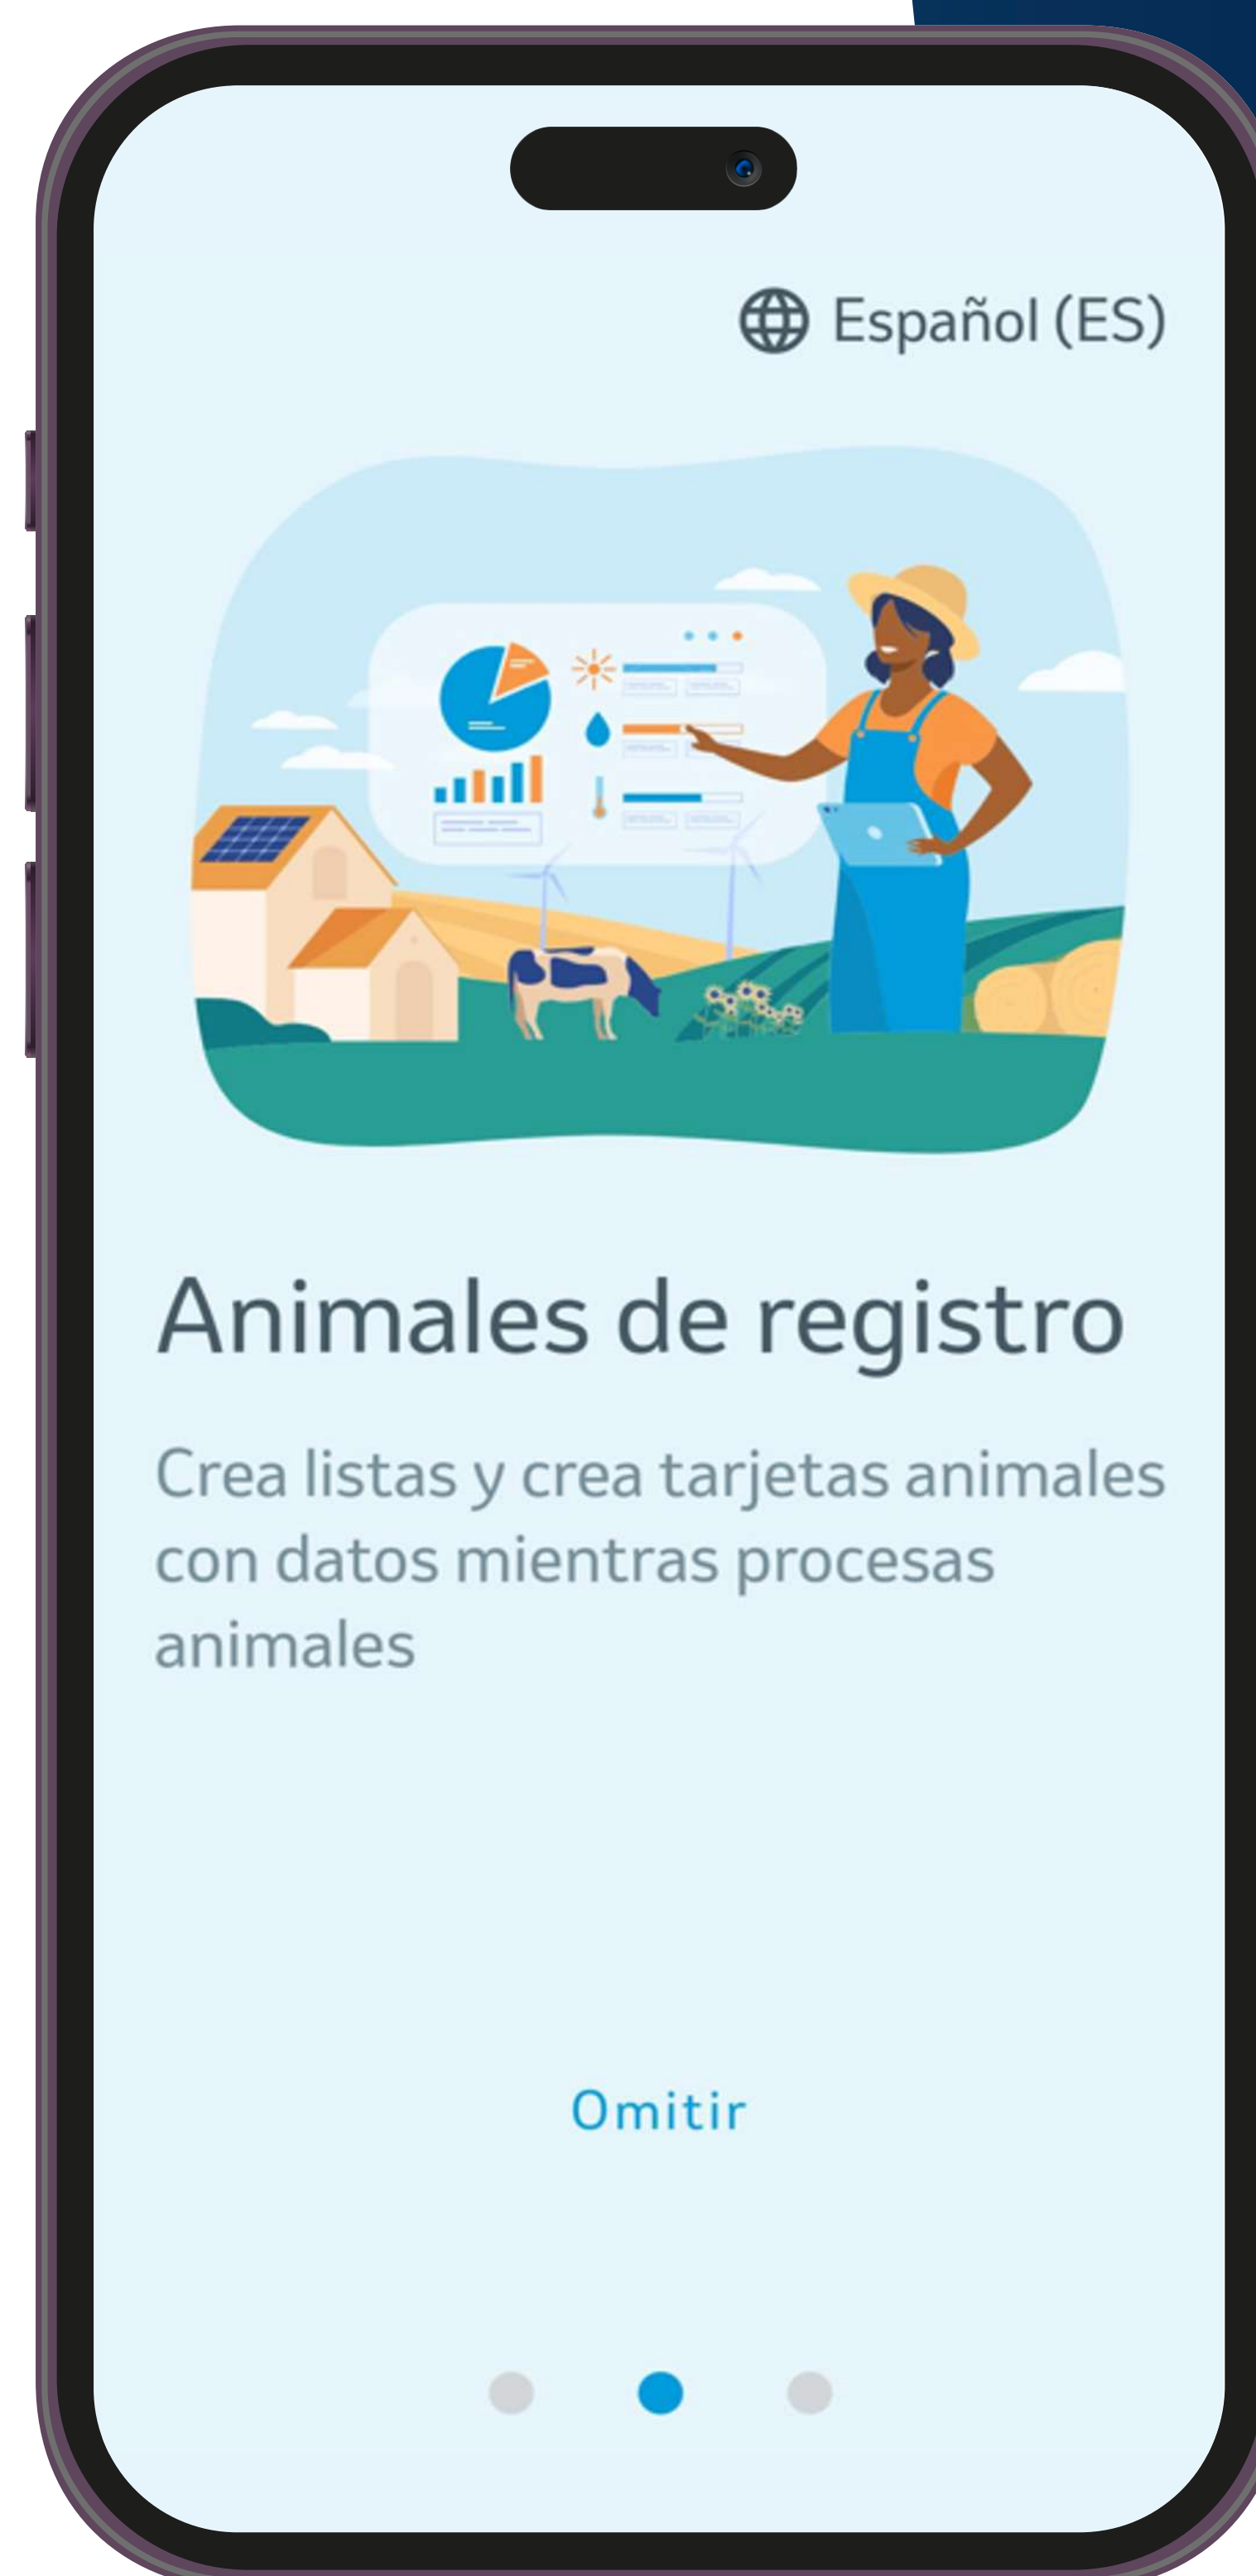 Español (ES)
Animales de registro
Crea listas y crea tarjetas animales
con datos mientras procesas
animales
Omitir